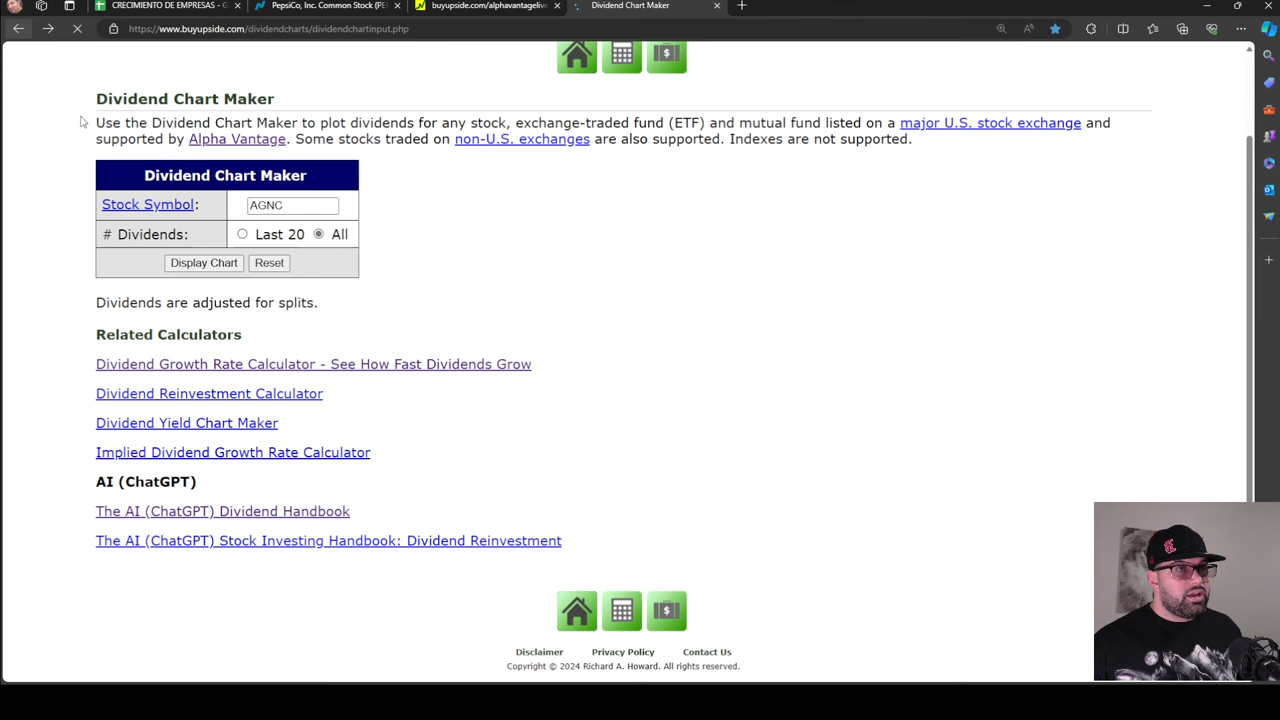 CRECIMIENTO DE EMPRESAS - G
PepsiCo, Inc. Common Stock (PE
buyupside.com/alphavantagelive
Dividend Chart Maker
https://www.buyupside.com/dividendcharts/dividendchartinput.php
Dividend Chart Maker
Use the Dividend Chart Maker to plot dividends for any stock, exchange-traded fund (ETF) and mutual fund listed on a major U.S. stock exchange and
supported by Alpha Vantage. Some stocks traded on non-U.S. exchanges are also supported. Indexes are not supported.
Dividend Chart Maker
Stock Symbol: AGNC
# Dividends: Last 20 All
Display Chart Reset
Dividends are adjusted for splits.
Related Calculators
Dividend Growth Rate Calculator - See How Fast Dividends Grow
Dividend Reinvestment Calculator
Dividend Yield Chart Maker
Implied Dividend Growth Rate Calculator
AI (ChatGPT)
The AI (ChatGPT) Dividend Handbook
The AI (ChatGPT) Stock Investing Handbook: Dividend Reinvestment
Disclaimer Privacy Policy Contact Us
Copyright © 2024 Richard A. Howard. All rights reserved.